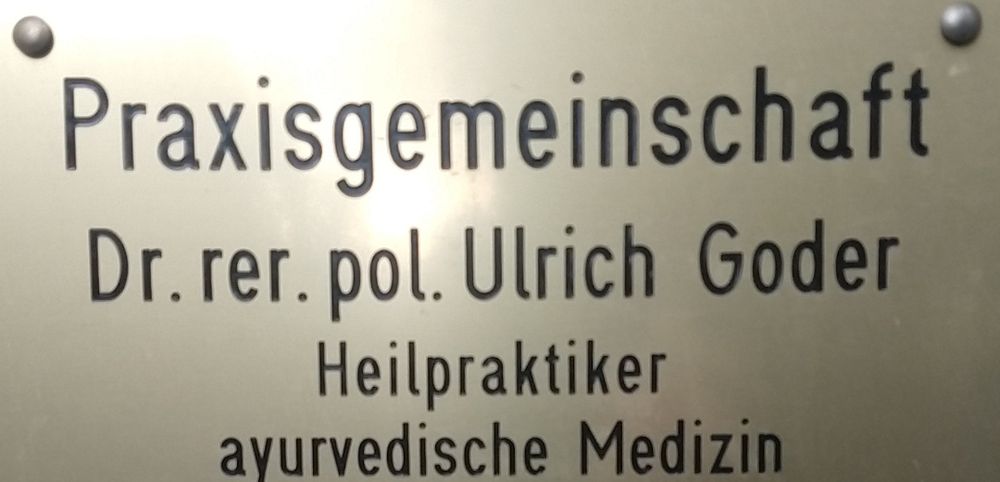 Praxisgemeinschaft
Dr. rer. pol. Ulrich Goder
Heilpraktiker
ayurvedische Medizin